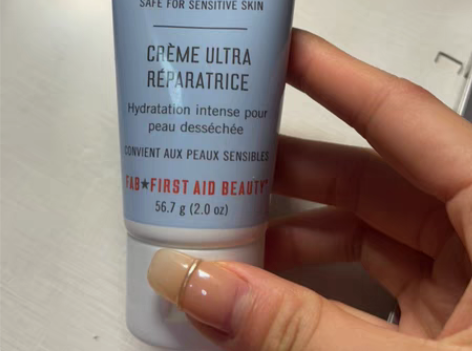 SAFE FOR SENSITIVE SKIN
CRÈME ULTRA
RÉPARATRICE
Hydratation intense pour
peau desséchée
CONVIENT AUX PEAUX SENSIBLES
FAB★FIRST AID BEAUTY
56.7 g (2.0 oz)